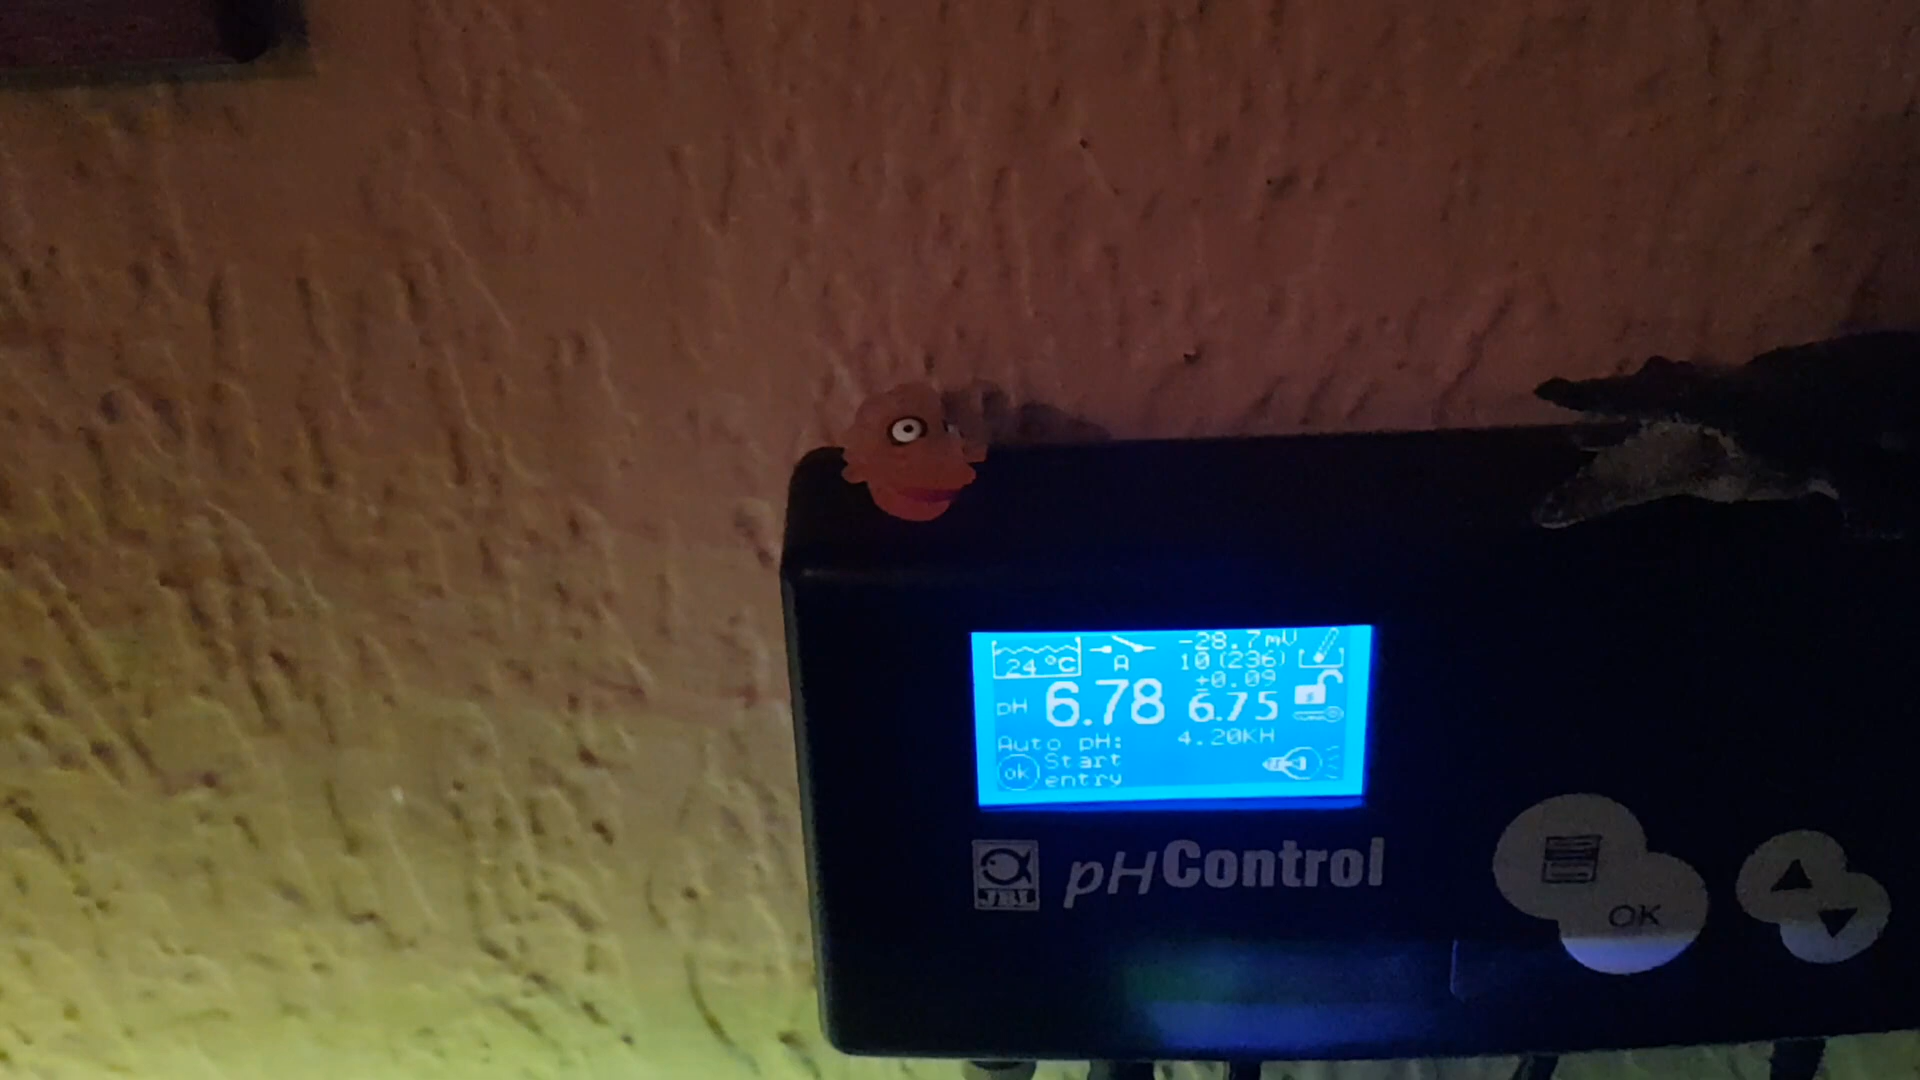 24 °C A -28.7mV
10(236)
±0.09
pH 6.78 6.75
Auto pH: 4.20KH
ok Start
entry
JBL pHControl
OK